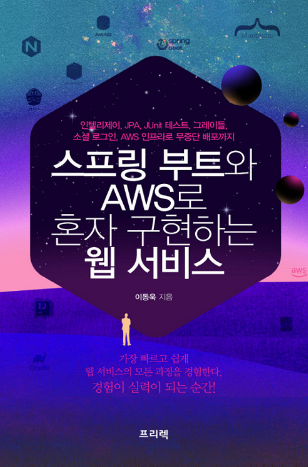 spring
boot
인텔리제이, JPA, JUnit 테스트, 그레이들,
소셜 로그인, AWS 인프라로 무중단 배포까지
스프링 부트와
AWS로
혼자 구현하는
웹 서비스
aws
이동욱 지음
가장 빠르고 쉽게
웹 서비스의 모든 과정을 경험한다.
경험이 실력이 되는 순간!
프리렉